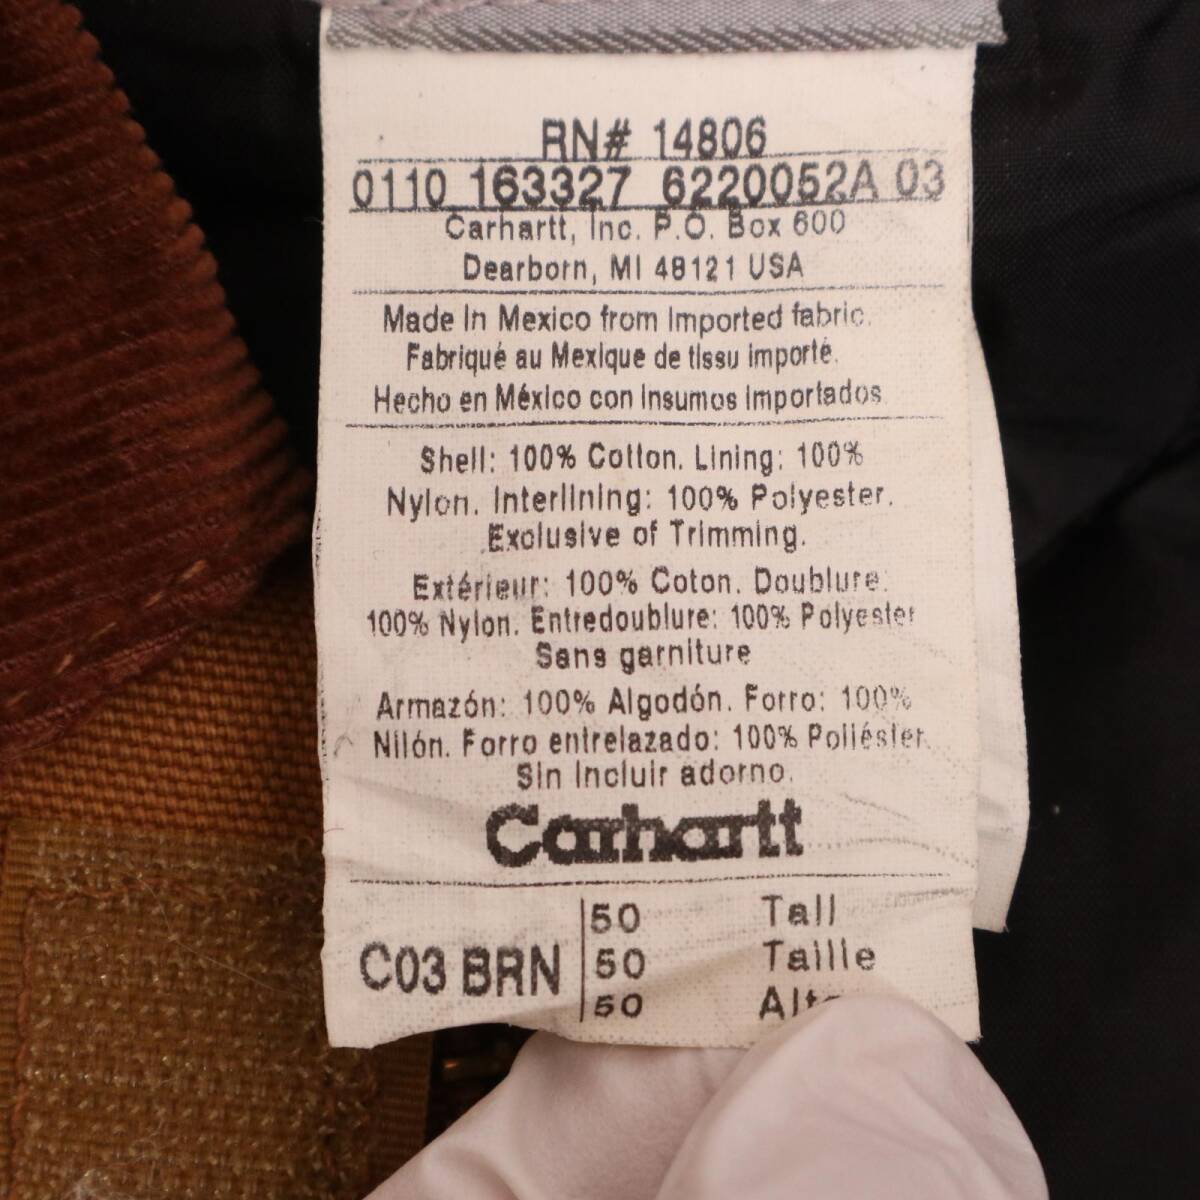 RN# 14806
0110 163327 6220052A 03
Carhartt, Inc. P.O. Box 600
Dearborn, MI 48121 USA
Made In Mexico from Imported fabric.
Fabriqué au Mexique de tissu importé.
Hecho en México con Insumos Importados
Shell: 100% Cotton. Lining: 100%
Nylon. Interlining: 100% Polyester.
Exclusive of Trimming.
Extérieur: 100% Coton. Doublure:
100% Nylon. Entredoublure: 100% Polyester
Sans garniture
Armazón: 100% Algodón. Forro: 100%
Nilón. Forro entrelazado: 100% Poliéster.
Sin Incluir adorno.
Carhartt
50 Tall
C03 BRN 50 Taille
50